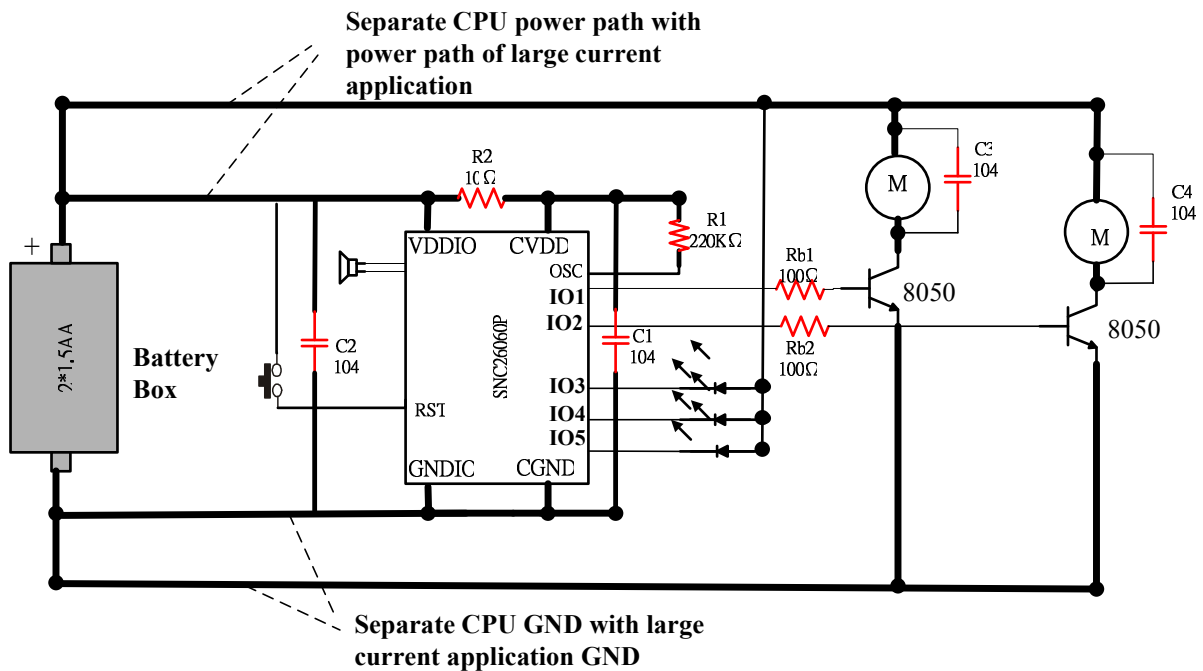 Separate CPU power path with
power path of large current
application
R2
10Ω
C3
104
M
C4
104
M
R1
220KΩ
VDDIO
CVDD
OSC
+
Rb1
100Ω
8050
IO1
IO2
8050
Rb2
100Ω
2*1,5AA
Battery
Box
C2
104
SNC26060P
C1
104
IO3
RST
IO4
IO5
GNDIO
CGND
Separate CPU GND with large
current application GND